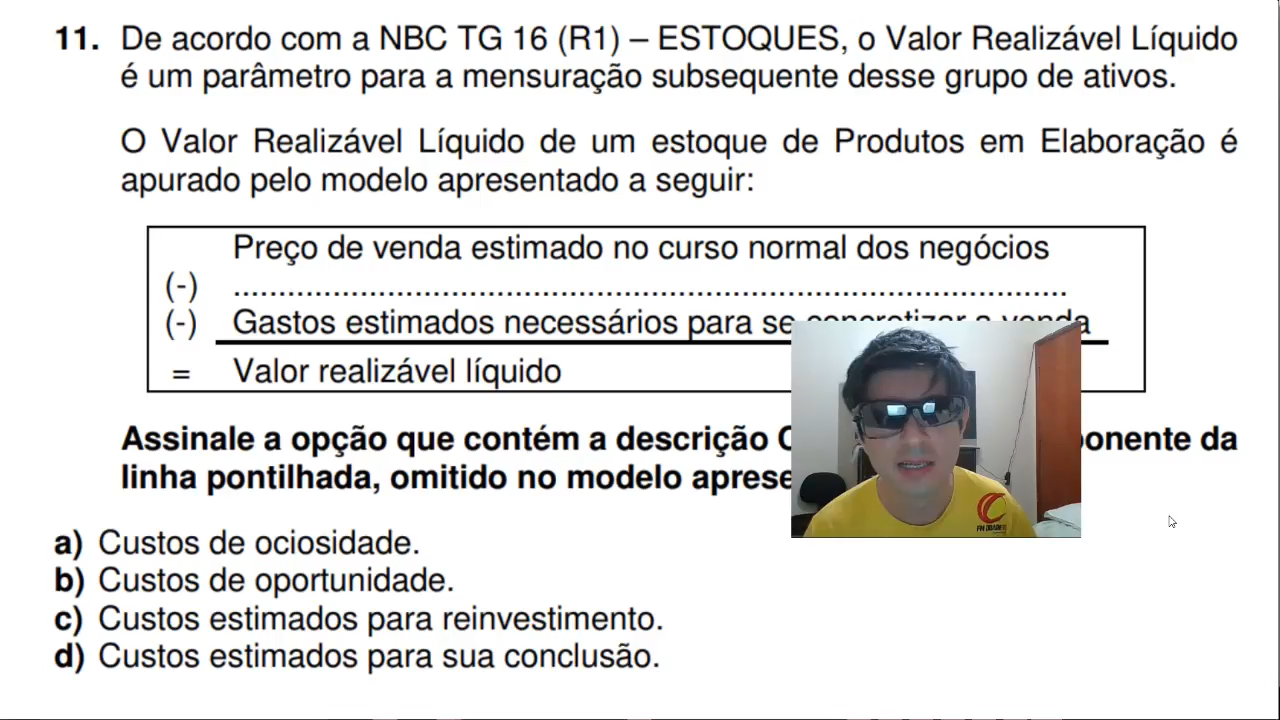 11. De acordo com a NBC TG 16 (R1) – ESTOQUES, o Valor Realizável Líquido
é um parâmetro para a mensuração subsequente desse grupo de ativos.
O Valor Realizável Líquido de um estoque de Produtos em Elaboração é
apurado pelo modelo apresentado a seguir:
Preço de venda estimado no curso normal dos negócios
(-) ............................................................................................
(-) Gastos estimados necessários para se concretizar a venda
= Valor realizável líquido
Assinale a opção que contém a descrição da
linha pontilhada, omitido no modelo
a) Custos de ociosidade.
b) Custos de oportunidade.
c) Custos estimados para reinvestimento.
d) Custos estimados para sua conclusão.